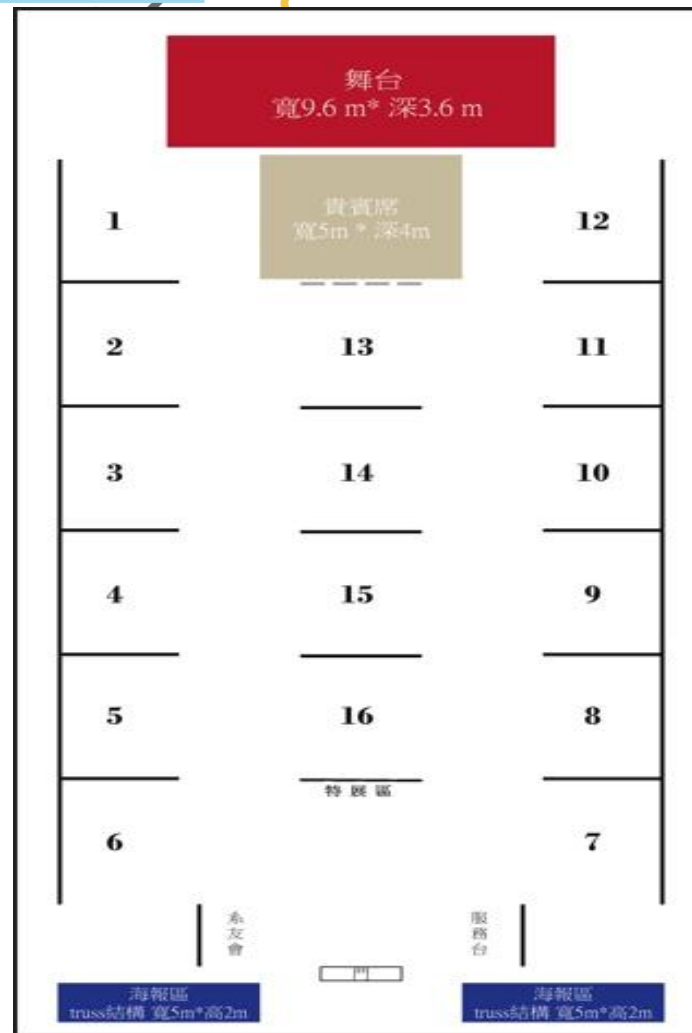 舞台
寬9.6 m* 深3.6 m
貴賓席
寬5m * 深4m
1
12
2
13
11
3
14
10
4
15
9
5
16
8
特展區
6
7
系友會
服務台
門
海報區
truss結構 寬5m*高2m
海報區
truss結構 寬5m*高2m